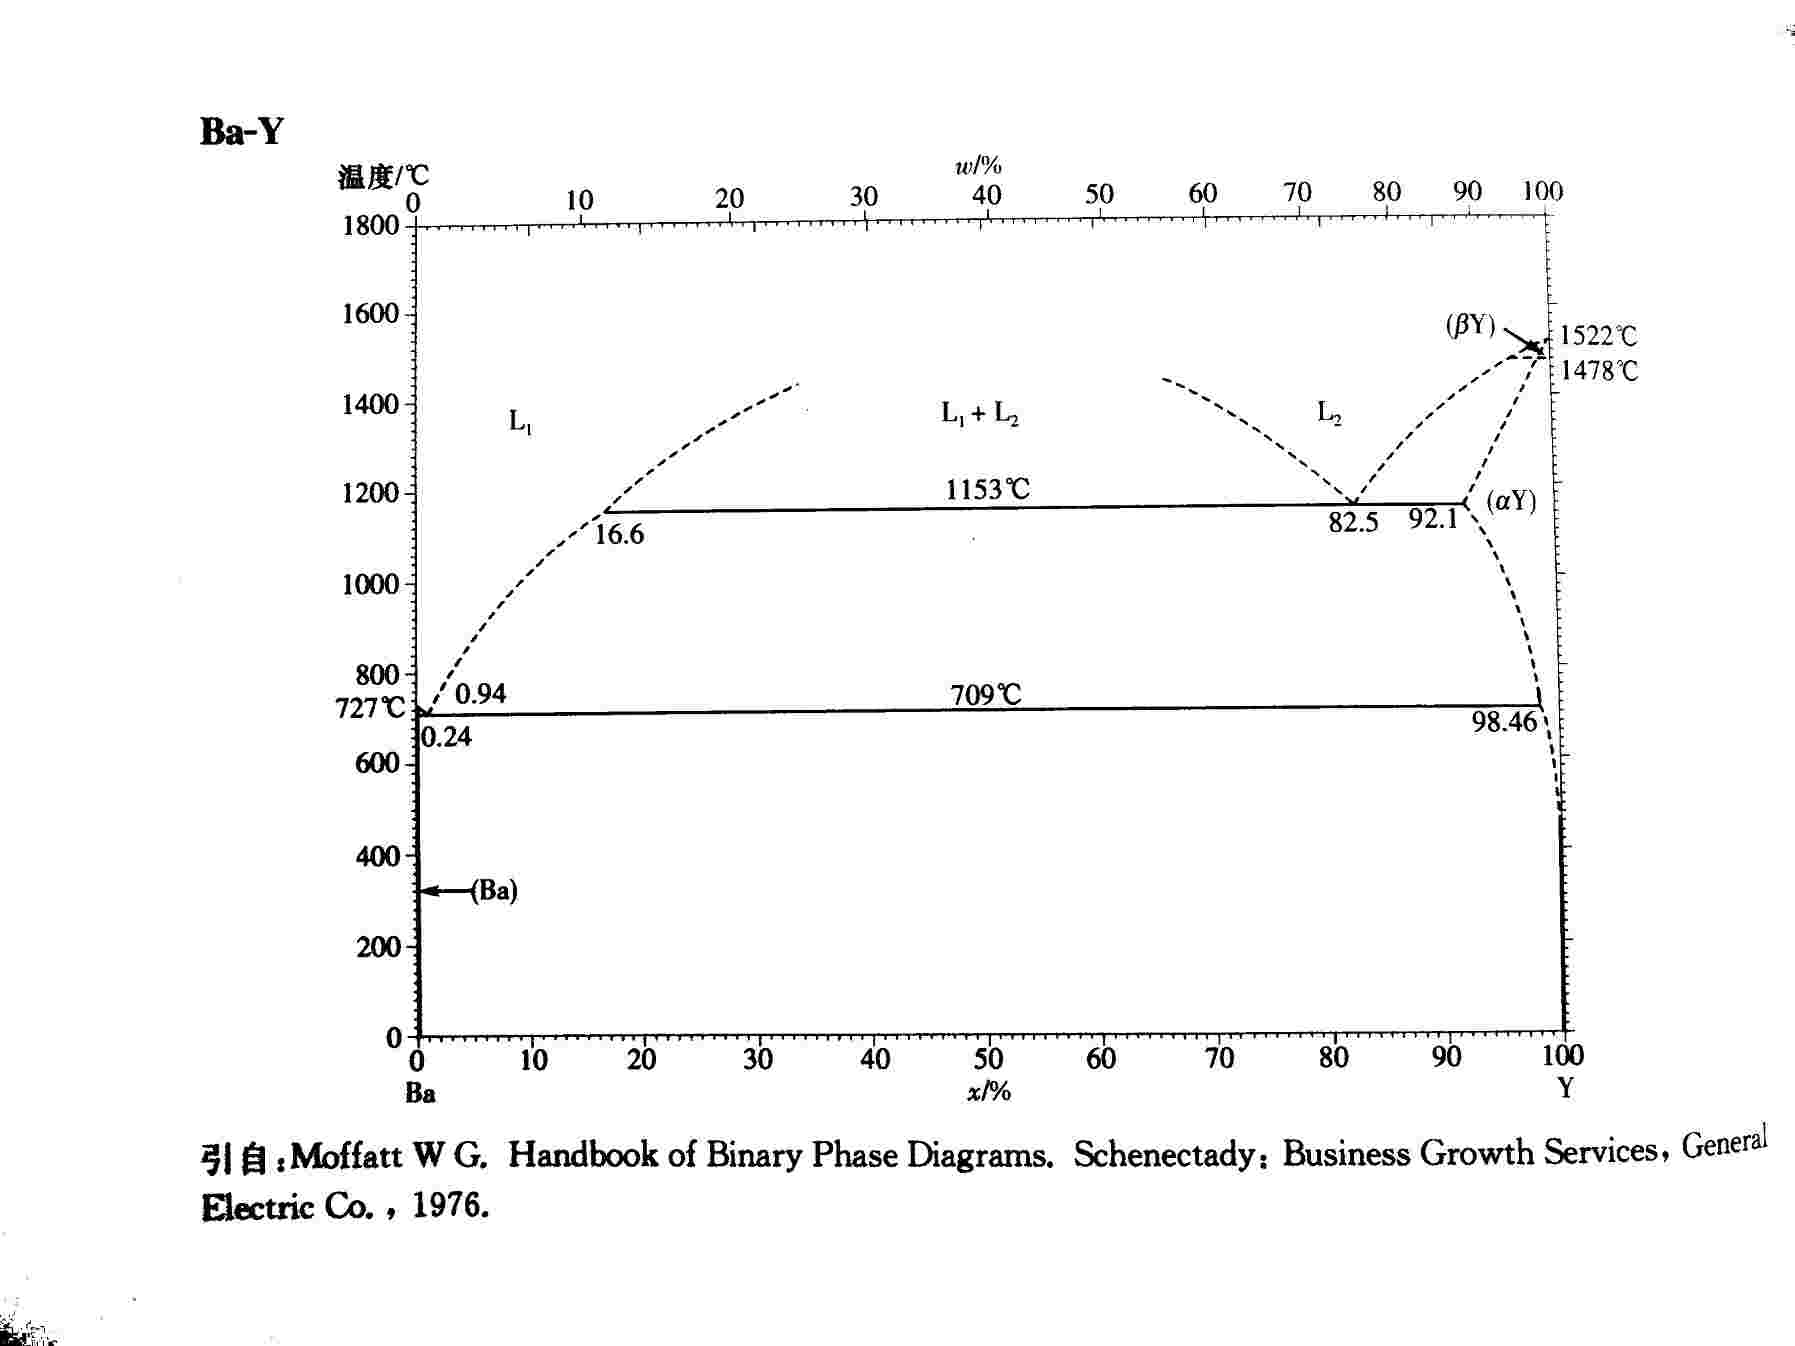 Ba-Y
温度/℃
w/%
0 10 20 30 40 50 60 70 80 90 100
1800
1600
(βY)
1522℃
1478℃
1400
L₁
L₁ + L₂
L₂
1200
1153℃
(αY)
16.6
82.5
92.1
1000
800
0.94
709℃
727℃
0.24
98.46
600
400
(Ba)
200
0
0 10 20 30 40 50 60 70 80 90 100
Ba
x/%
Y
引自:Moffatt W G. Handbook of Binary Phase Diagrams. Schenectady: Business Growth Services, General
Electric Co., 1976.